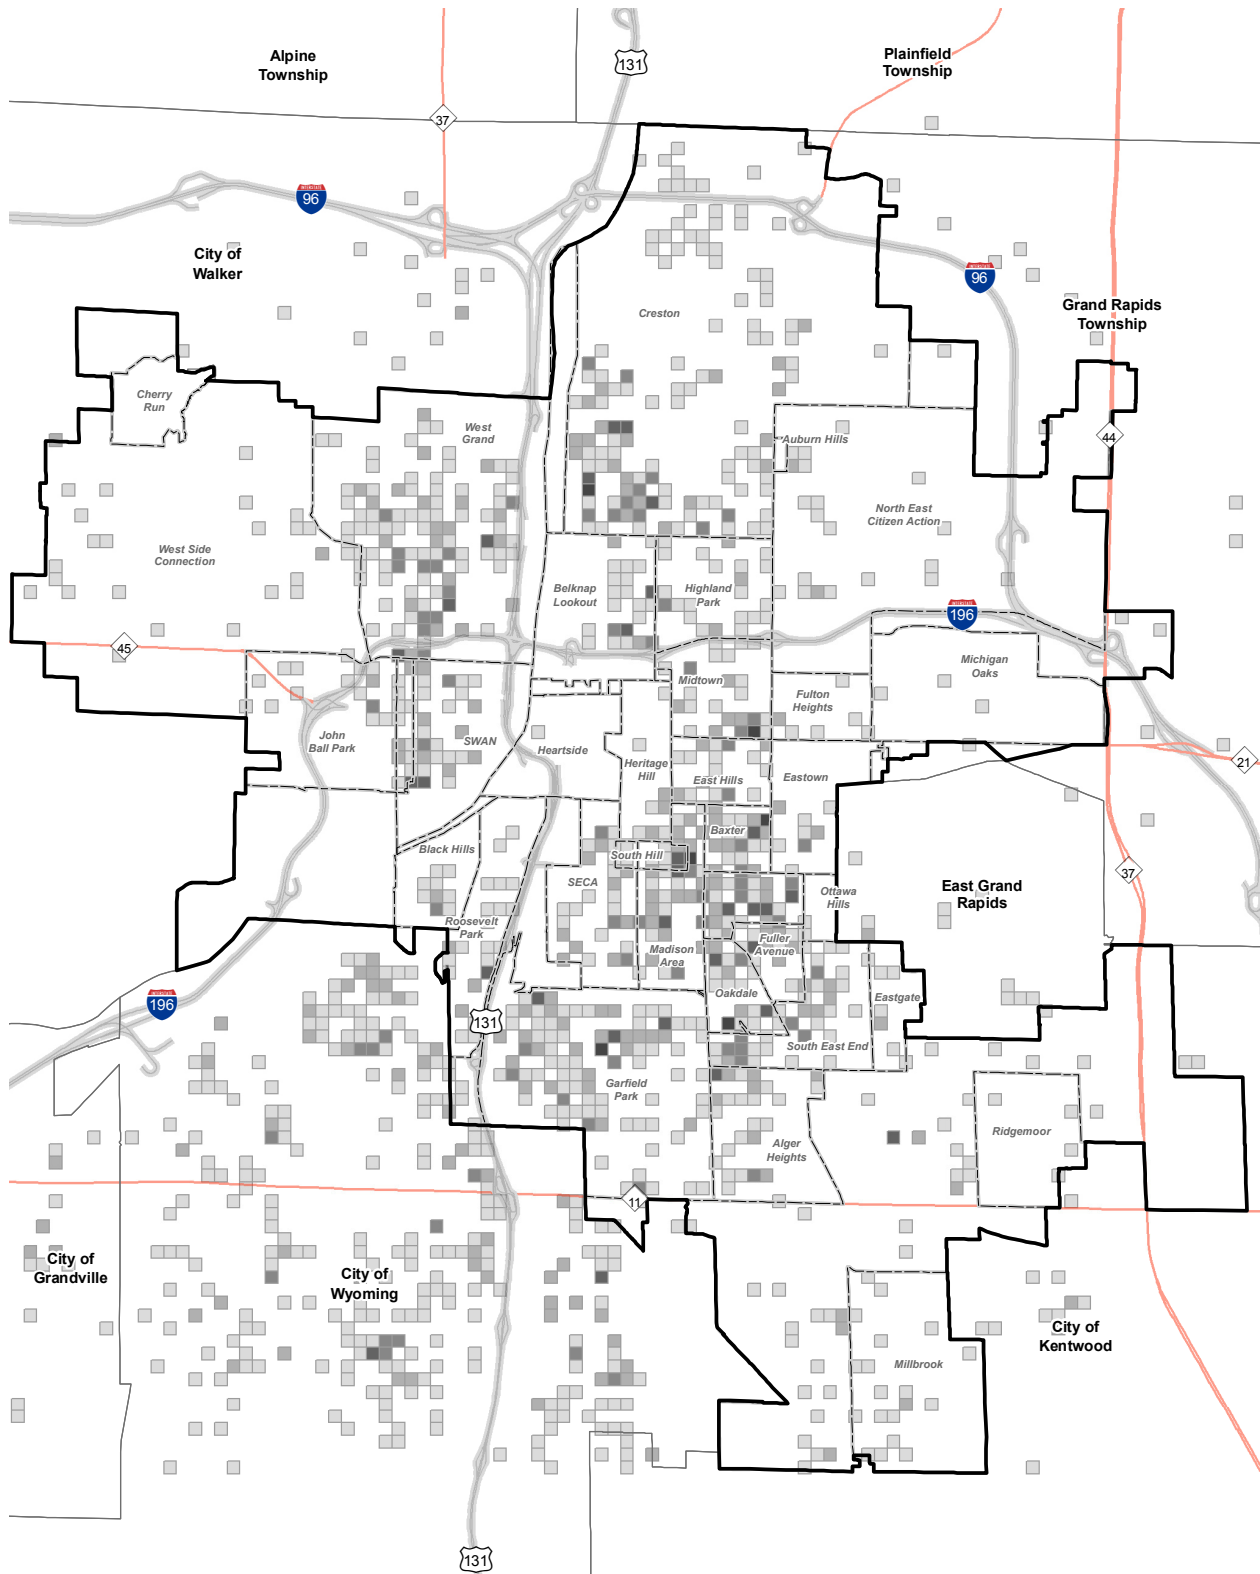 Alpine
Township
Plainfield
Township
131
37
INTERSTATE
96
City of
Walker
INTERSTATE
96
Grand Rapids
Township
Creston
Cherry
Run
West
Grand
Auburn Hills
44
North East
Citizen Action
West Side
Connection
Belknap
Lookout
Highland
Park
INTERSTATE
196
45
Michigan
Oaks
Midtown
Fulton
Heights
John
Ball Park
SWAN
Heartside
Heritage
Hill
East Hills
Eastown
21
Baxter
Black Hills
South Hill
SECA
37
Ottawa
Hills
East Grand
Rapids
Roosevelt
Park
Fuller
Avenue
Madison
Area
Oakdale
Eastgate
INTERSTATE
196
131
South East End
Garfield
Park
Ridgemoor
Alger
Heights
11
City of
Grandville
City of
Wyoming
City of
Kentwood
Millbrook
131